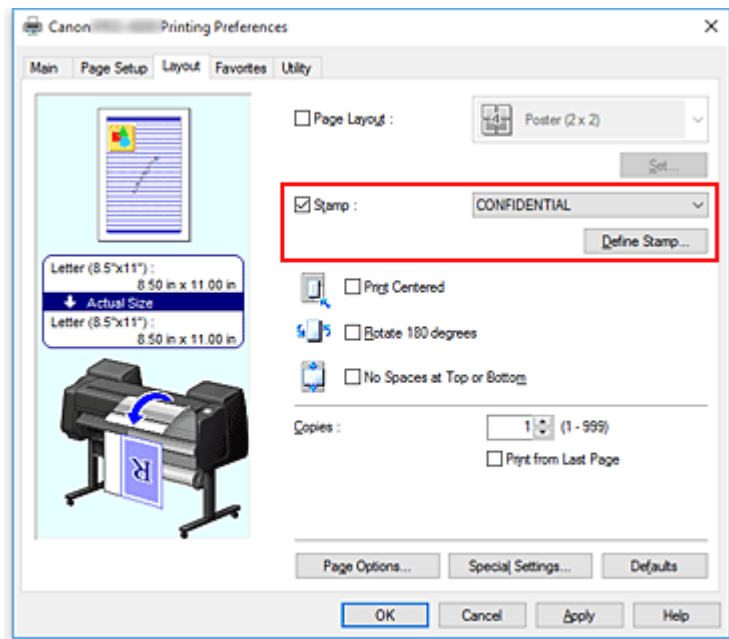 Canon Printing Preferences
Main Page Setup Layout Favorites Utility
Page Layout : Poster (2 x 2)
Set...
Stamp : CONFIDENTIAL
Define Stamp...
Letter (8.5"x11") :
8.50 in x 11.00 in
Actual Size
Letter (8.5"x11") :
8.50 in x 11.00 in
Print Centered
Rotate 180 degrees
No Spaces at Top or Bottom
R
Copies : 1 (1 - 999)
Print from Last Page
Page Options... Special Settings... Defaults
OK Cancel Apply Help